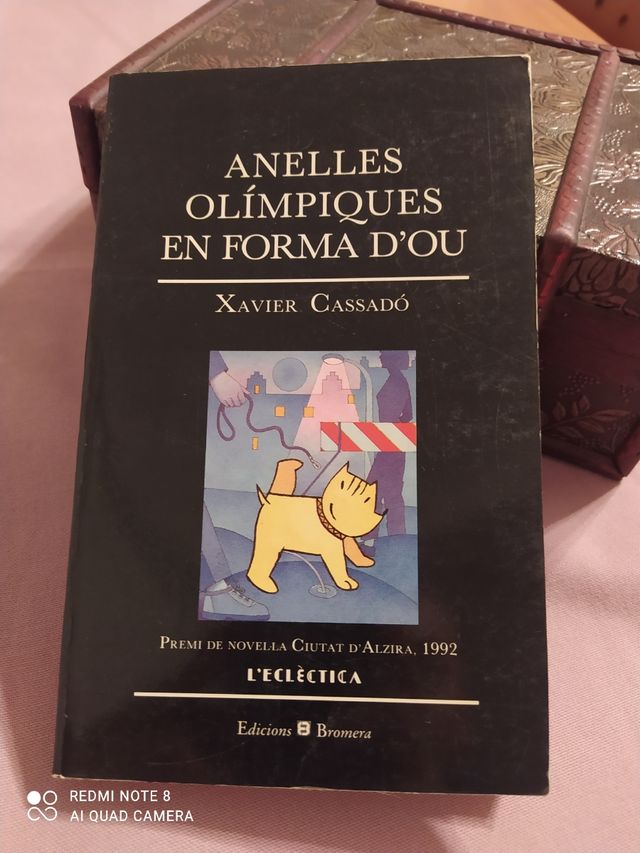 ANELLES
OLÍMPIQUES
EN FORMA D'OU
XAVIER CASSADÓ
PREMI DE NOVEL·LA CIUTAT D'ALZIRA, 1992
L'ECLÈCTICA
Edicions Bromera
REDMI NOTE 8
AI QUAD CAMERA